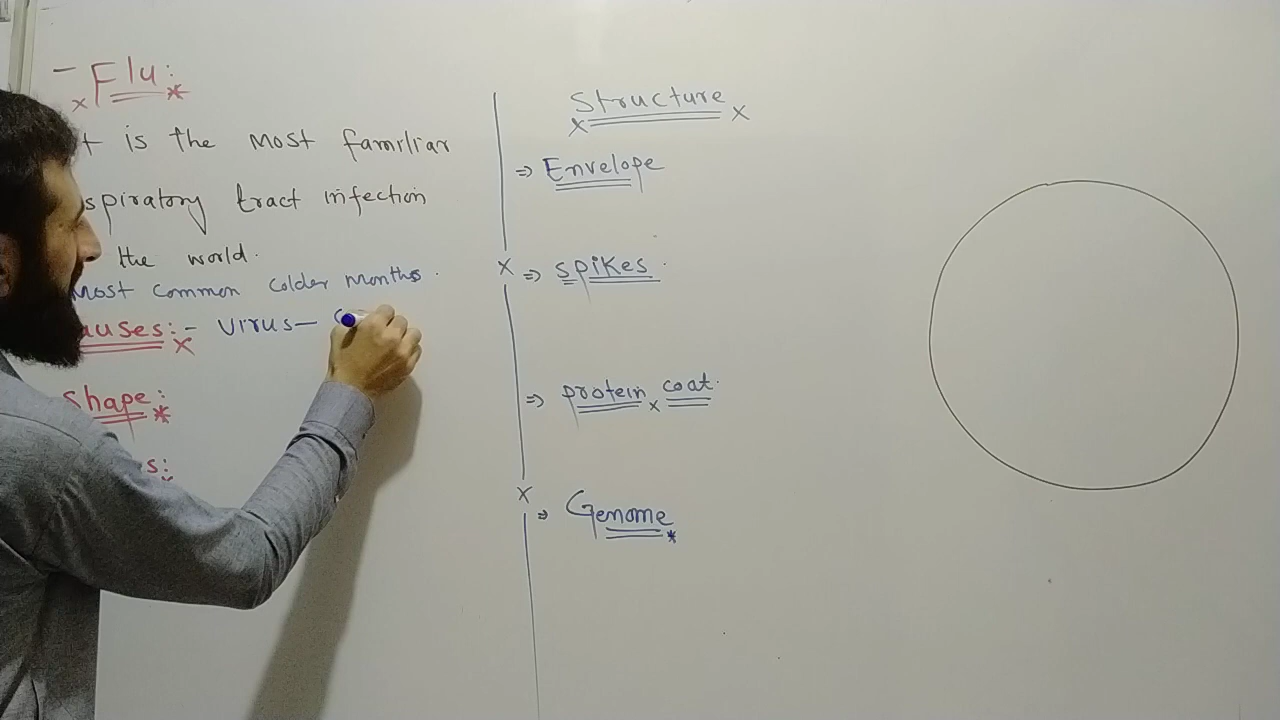 - Flu:
t is the most familiar
spiratory tract infection
the world.
Most common colder months.
auses:- Virus-
Shape:
s:
Structure
⇒ Envelope
⇒ spikes
⇒ protein coat.
⇒ Genome